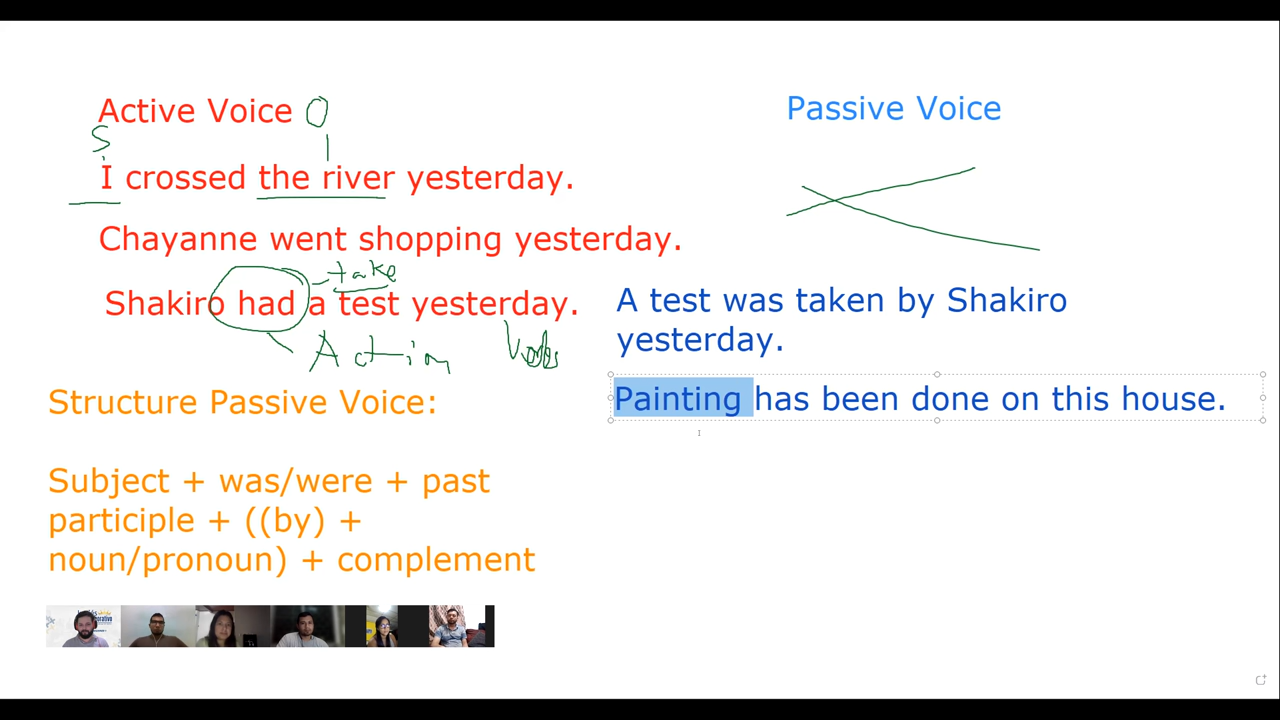 Active Voice O
S
I crossed the river yesterday.
Chayanne went shopping yesterday.
take
Shakiro had a test yesterday.
Action Verbs
Structure Passive Voice:
Subject + was/were + past
participle + ((by) +
noun/pronoun) + complement
Passive Voice
A test was taken by Shakiro
yesterday.
Painting has been done on this house.